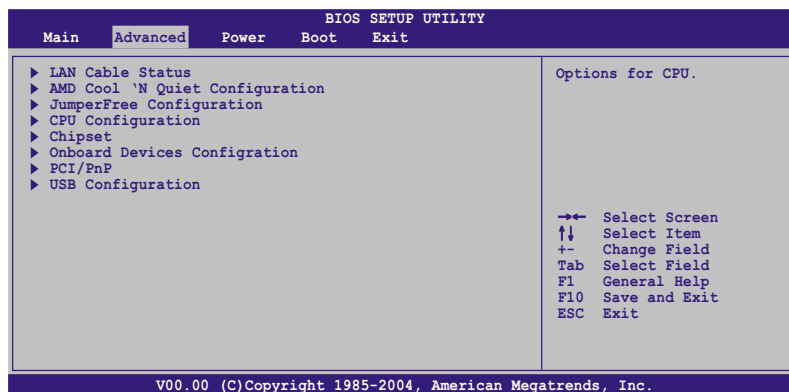 BIOS SETUP UTILITY
Main Advanced Power Boot Exit
LAN Cable Status
AMD Cool ‘N Quiet Configuration
JumperFree Configuration
CPU Configuration
Chipset
Onboard Devices Configration
PCI/PnP
USB Configuration
Options for CPU.
→← Select Screen
↑↓ Select Item
+- Change Field
Tab Select Field
F1 General Help
F10 Save and Exit
ESC Exit
V00.00 (C)Copyright 1985-2004, American Megatrends, Inc.